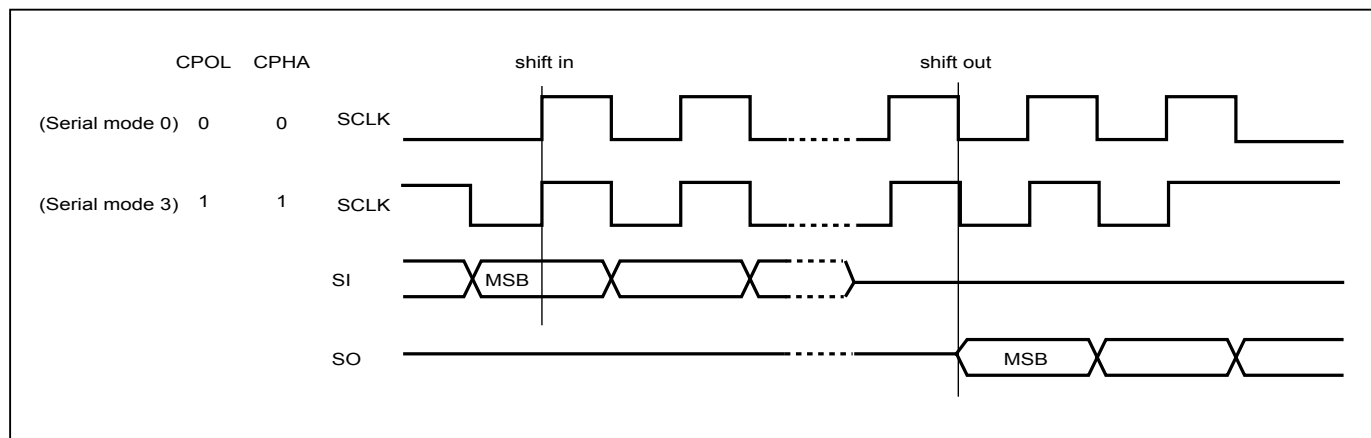 CPOL CPHA shift in shift out
(Serial mode 0) 0 0 SCLK
(Serial mode 3) 1 1 SCLK
SI MSB
SO MSB